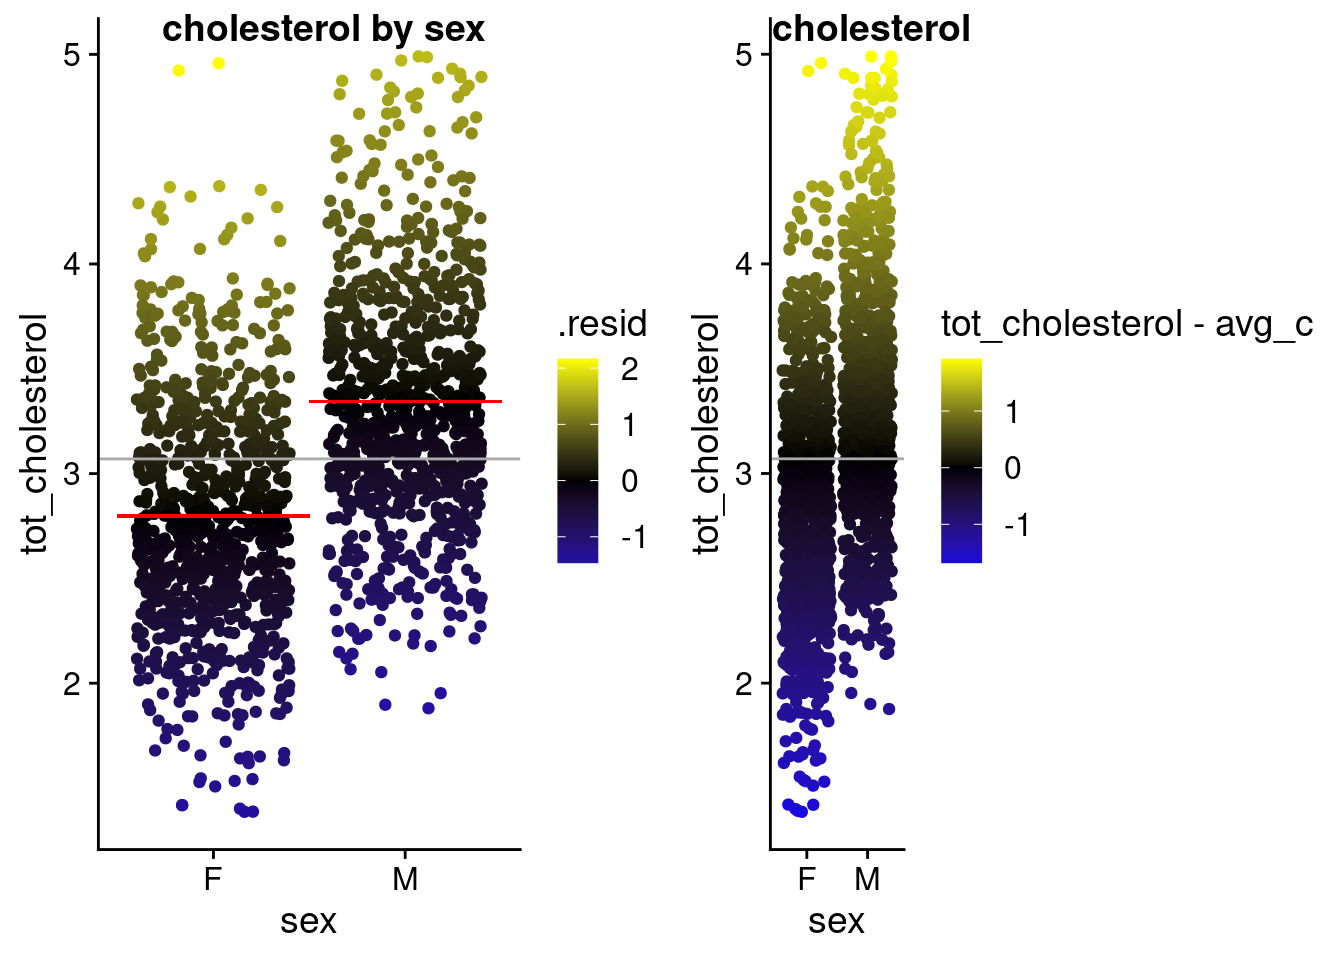 cholesterol by sex
tot_cholesterol
5
4
3
2
F M
sex
.resid
2
1
0
-1
cholesterol
tot_cholesterol
5
4
3
2
F M
sex
tot_cholesterol - avg_c
1
0
-1